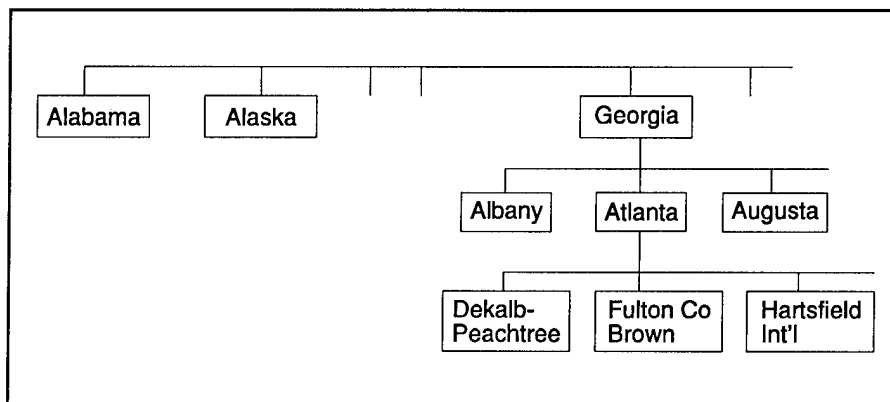 Alabama
Alaska
Georgia
Albany
Atlanta
Augusta
Dekalb-
Peachtree
Fulton Co
Brown
Hartsfield
Int'l